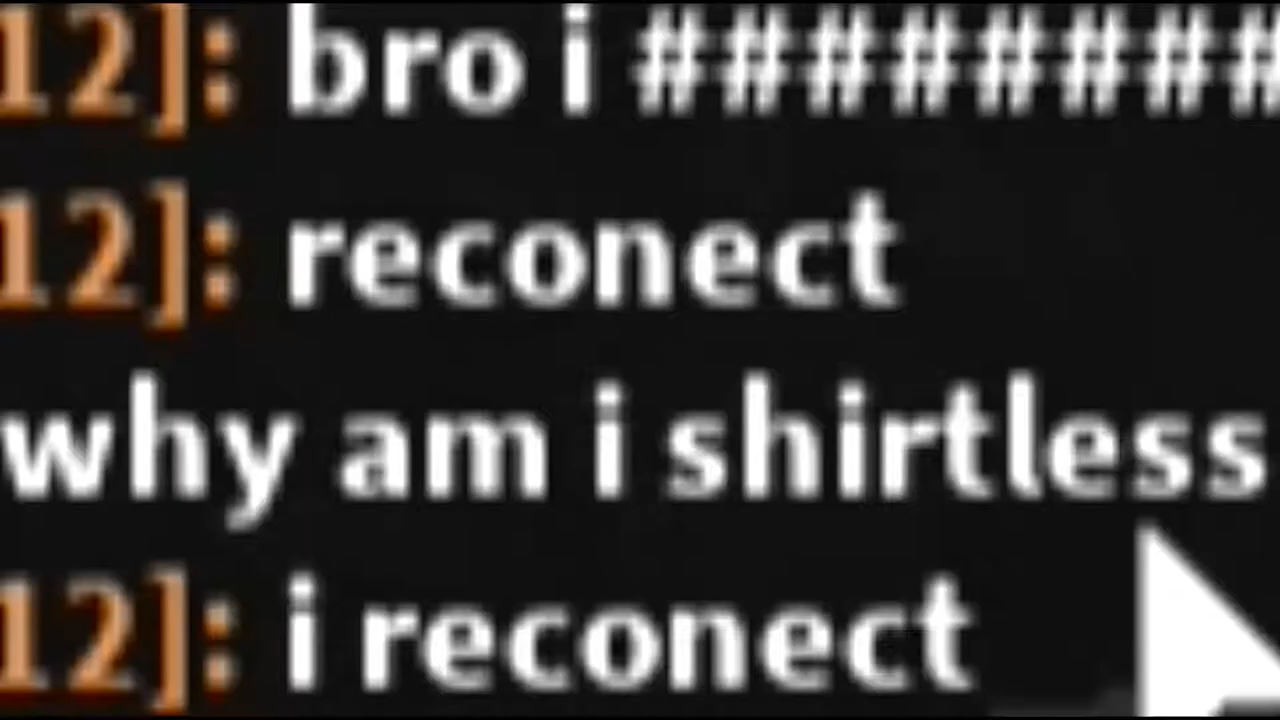 12]: bro i #########
12]: reconect
why am i shirtless
12]: i reconect